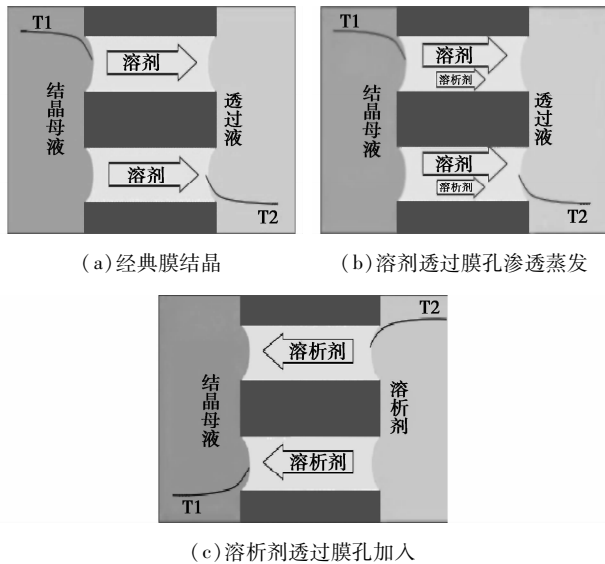 T1
溶剂
结晶母液
透过液
溶剂
T2
(a)经典膜结晶
T1
溶剂
溶析剂
结晶母液
透过液
溶剂
溶析剂
T2
(b)溶剂透过膜孔渗透蒸发
T2
溶析剂
结晶母液
溶析剂
溶析剂
T1
(c)溶析剂透过膜孔加入